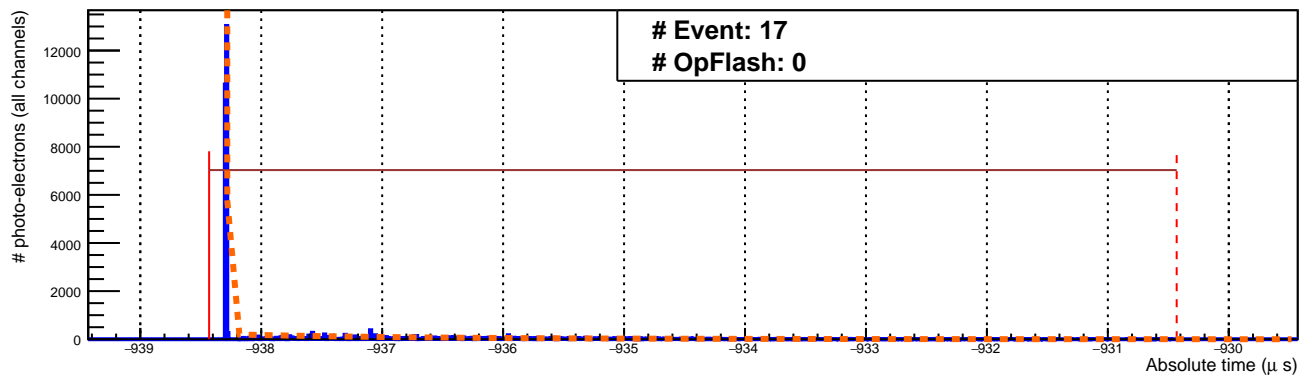 # Event: 17
# OpFlash: 0
# photo-electrons (all channels)
12000
10000
8000
6000
4000
2000
0
−939 −938 −937 −936 −935 −934 −933 −932 −931 −930
Absolute time (μ s)